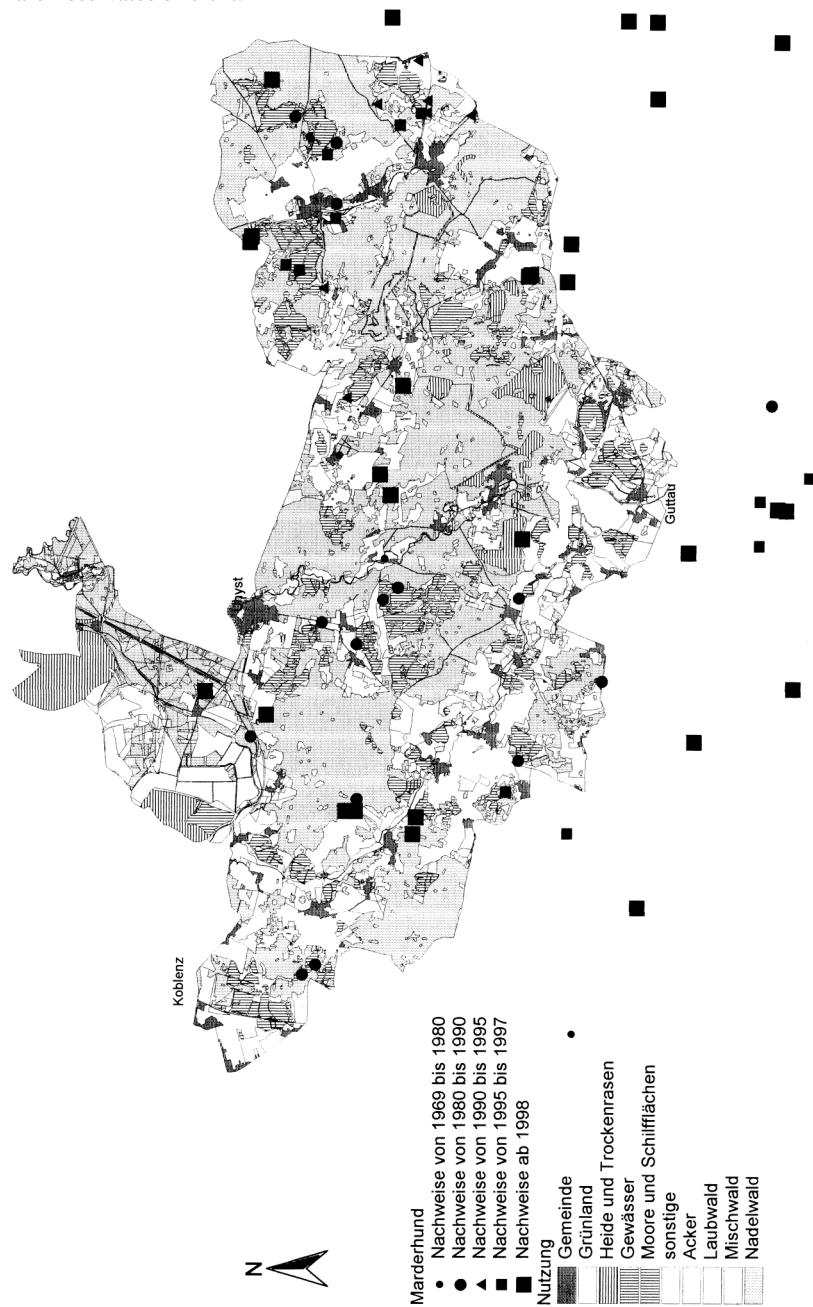 Koblenz
Guttau
N
Marderhund
Nachweise von 1969 bis 1980
Nachweise von 1980 bis 1990
Nachweise von 1990 bis 1995
Nachweise von 1995 bis 1997
Nachweise ab 1998
Nutzung
Gemeinde
Grünland
Heide und Trockenrasen
Gewässer
Moore und Schilfflächen
sonstige
Acker
Laubwald
Mischwald
Nadelwald